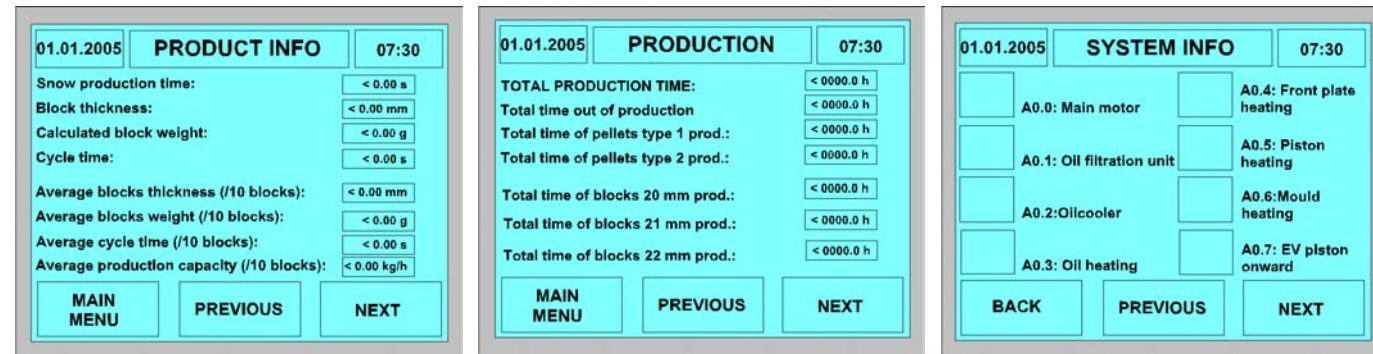 01.01.2005 PRODUCT INFO 07:30
Snow production time: < 0.00 s
Block thickness: < 0.00 mm
Calculated block weight: < 0.00 g
Cycle time: < 0.00 s
Average blocks thickness (/10 blocks): < 0.00 mm
Average blocks weight (/10 blocks): < 0.00 g
Average cycle time (/10 blocks): < 0.00 s
Average production capacity (/10 blocks): < 0.00 kg/h
MAIN
MENU
PREVIOUS
NEXT
01.01.2005 PRODUCTION 07:30
TOTAL PRODUCTION TIME: < 0000.0 h
Total time out of production < 0000.0 h
Total time of pellets type 1 prod.: < 0000.0 h
Total time of pellets type 2 prod.: < 0000.0 h
Total time of blocks 20 mm prod.: < 0000.0 h
Total time of blocks 21 mm prod.: < 0000.0 h
Total time of blocks 22 mm prod.: < 0000.0 h
MAIN
MENU
PREVIOUS
NEXT
01.01.2005 SYSTEM INFO 07:30
A0.0: Main motor
A0.1: Oil filtration unit
A0.2:Oilcooler
A0.3: Oil heating
A0.4: Front plate
heating
A0.5: Piston
heating
A0.6:Mould
heating
A0.7: EV piston
onward
BACK
PREVIOUS
NEXT